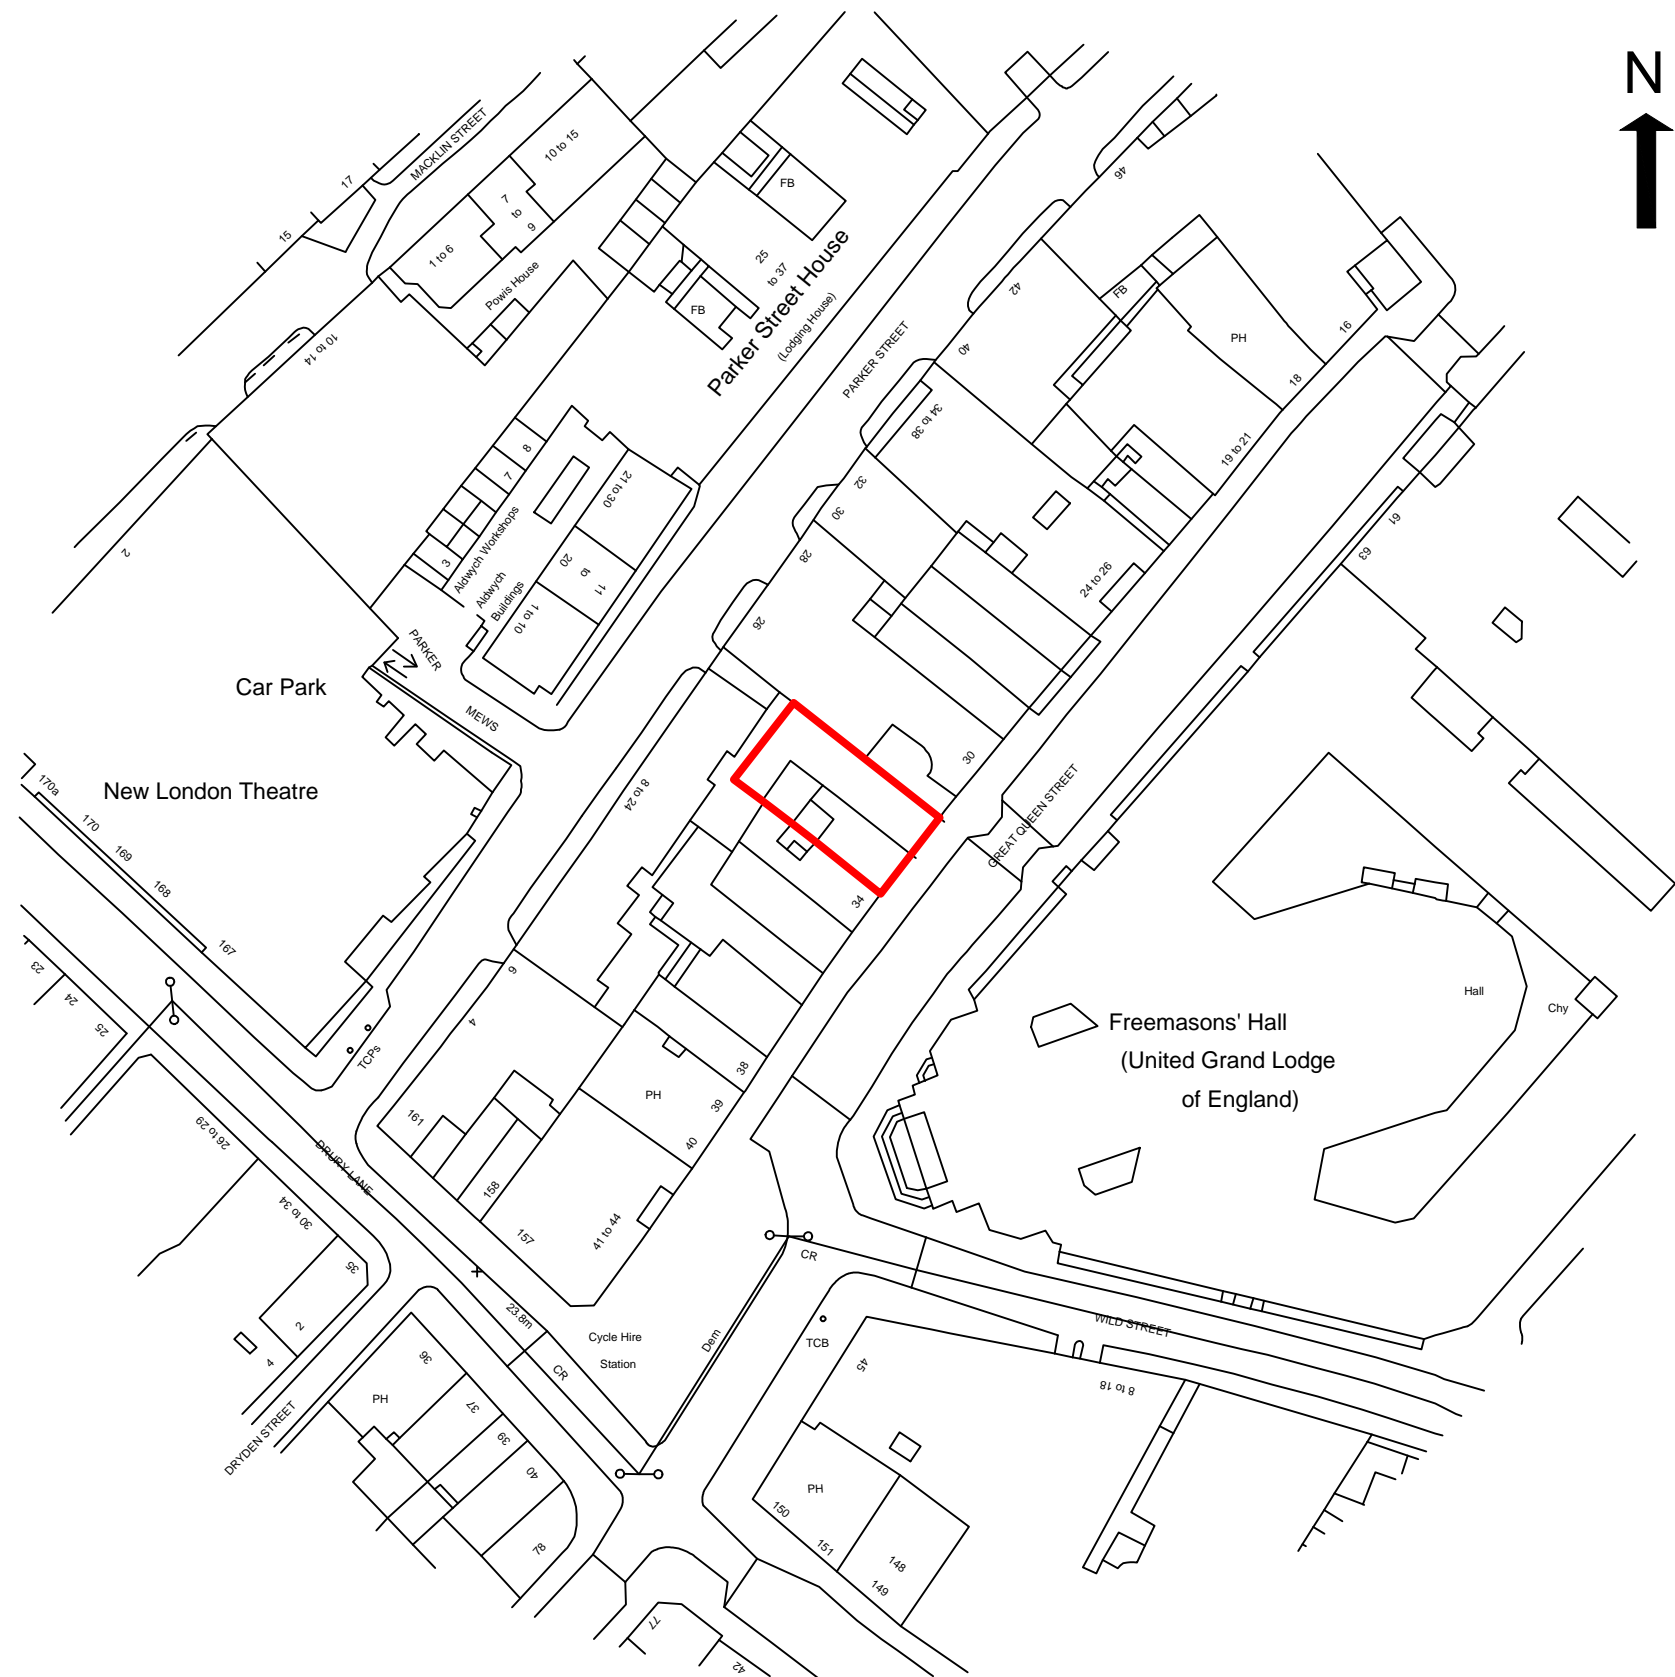 N
MACKLIN STREET
17
15
10 to 15
7
to
9
1 to 6
Powis House
10 to 14
2
FB
25
to 37
Parker Street House
(Lodging House)
FB
PARKER STREET
46
42
40
34 to 38
32
30
28
26
FB
PH
16
18
19 to 21
24 to 26
61
63
8
7
3
Aldwych Workshops
Aldwych
Buildings
21 to 30
20
to
11
1 to 10
PARKER
MEWS
Car Park
New London Theatre
170a
170
169
168
167
8 to 24
30
GREAT QUEEN STREET
34
23
24
25
TCPs
6
4
161
158
157
PH
38
39
40
41 to 44
Hall
Chy
Freemasons' Hall
(United Grand Lodge
of England)
26 to 29
DRURY LANE
30 to 34
35
2
4
DRYDEN STREET
23.8m
CR
Cycle Hire
Station
Dem
CR
TCB
45
WILD STREET
8 to 18
36
PH
37
39
40
78
PH
150
151
148
149
77
42